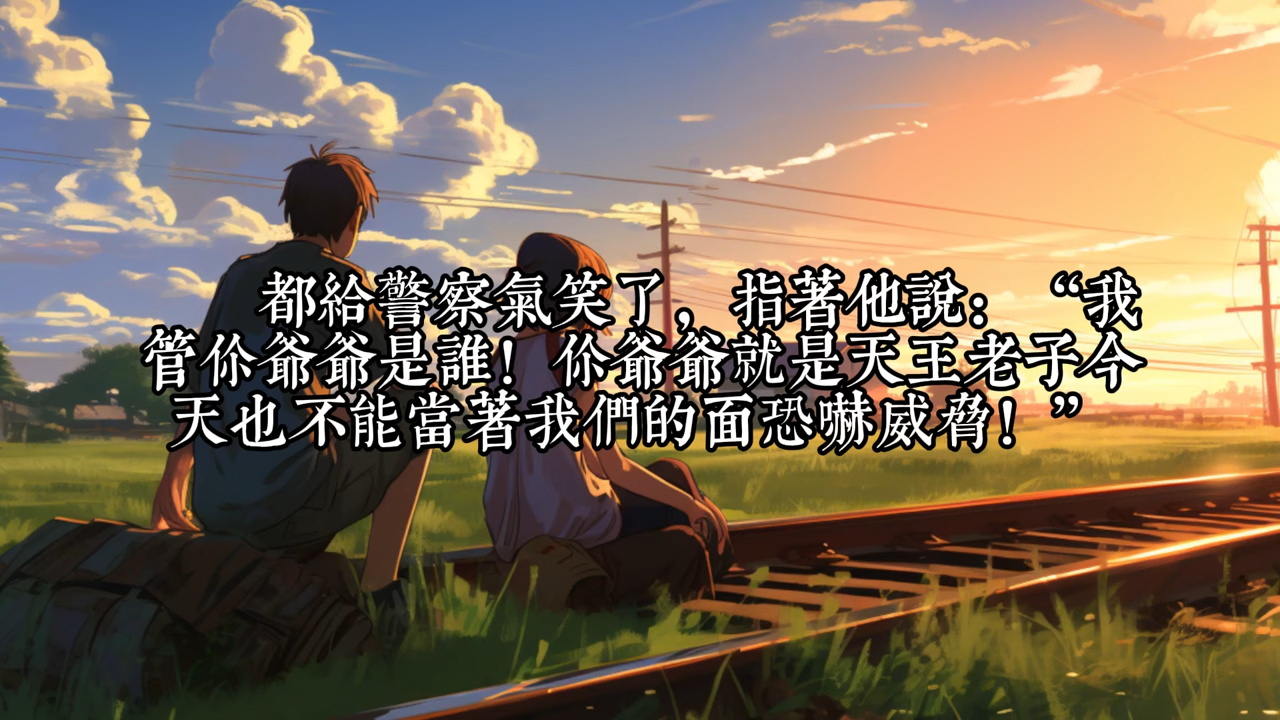 都給警察氣笑了，指著他說：“我
管你爺爺是誰！你爺爺就是天王老子今
天也不能當著我們的面恐嚇威脅！”